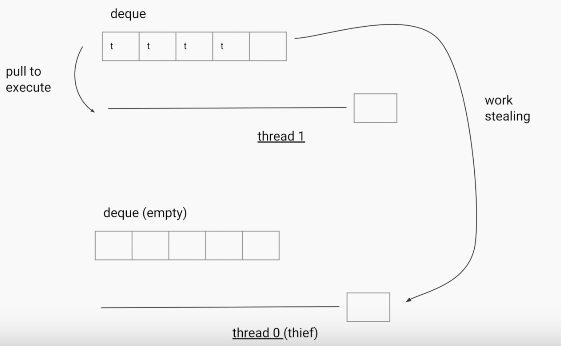 deque
t t t t
pull to
execute
work
stealing
thread 1
deque (empty)
thread 0 (thief)